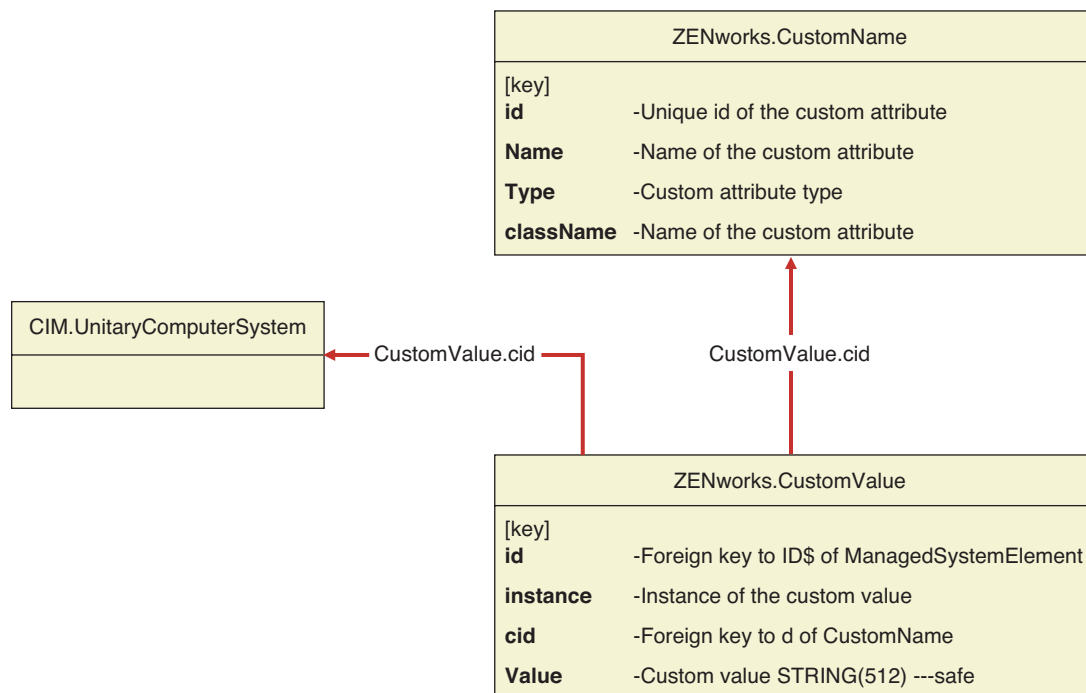 ZENworks.CustomName
[key]
id -Unique id of the custom attribute
Name -Name of the custom attribute
Type -Custom attribute type
className -Name of the custom attribute
CIM.UnitaryComputerSystem
CustomValue.cid
CustomValue.cid
ZENworks.CustomValue
[key]
id -Foreign key to ID$ of ManagedSystemElement
instance -Instance of the custom value
cid -Foreign key to d of CustomName
Value -Custom value STRING(512) ---safe